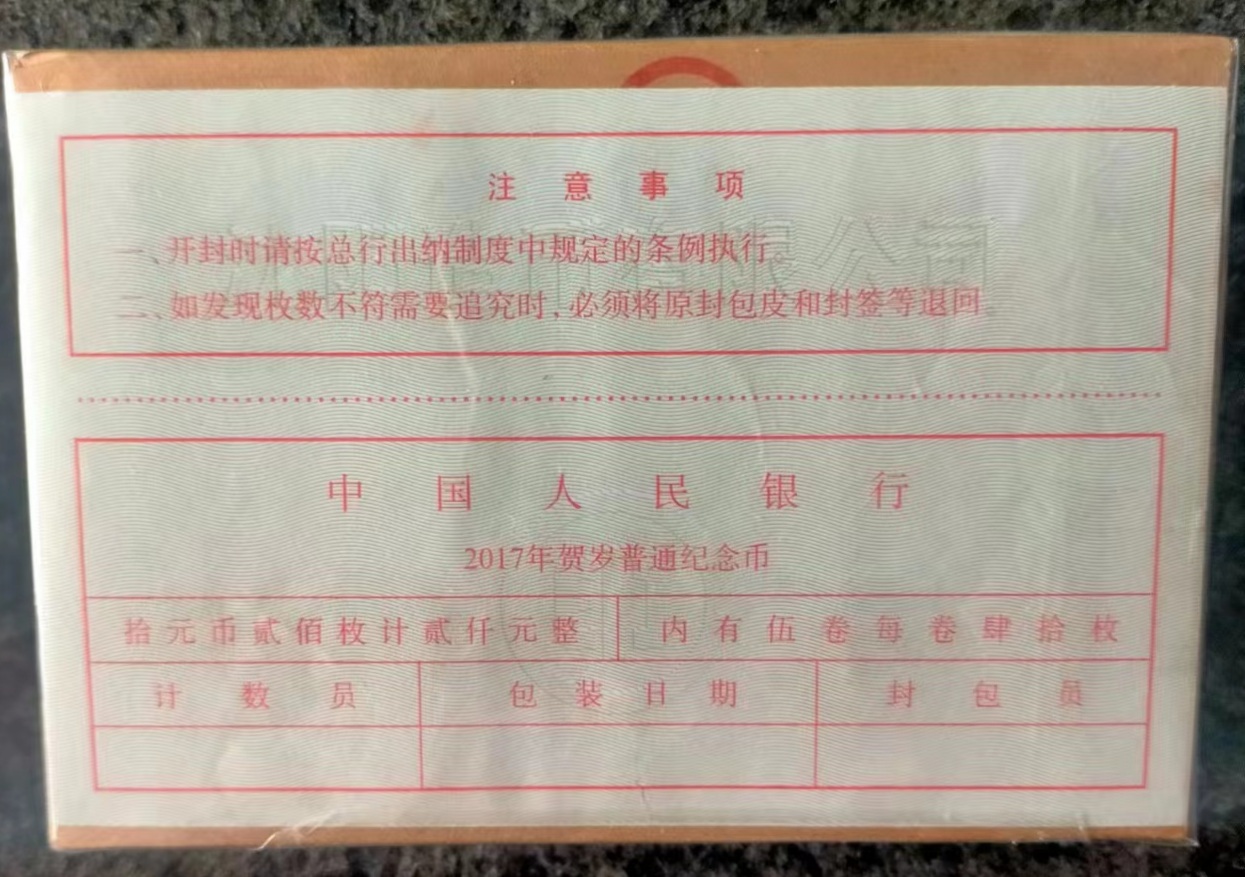 注意事项
一、开封时请按总行出纳制度中规定的条例执行。
二、如发现枚数不符需要追究时，必须将原封包皮和封签等退回。
中国人民银行
2017年贺岁普通纪念币
拾元币贰佰枚计贰仟元整 内有伍卷每卷肆拾枚
计数员 包装日期 封包员